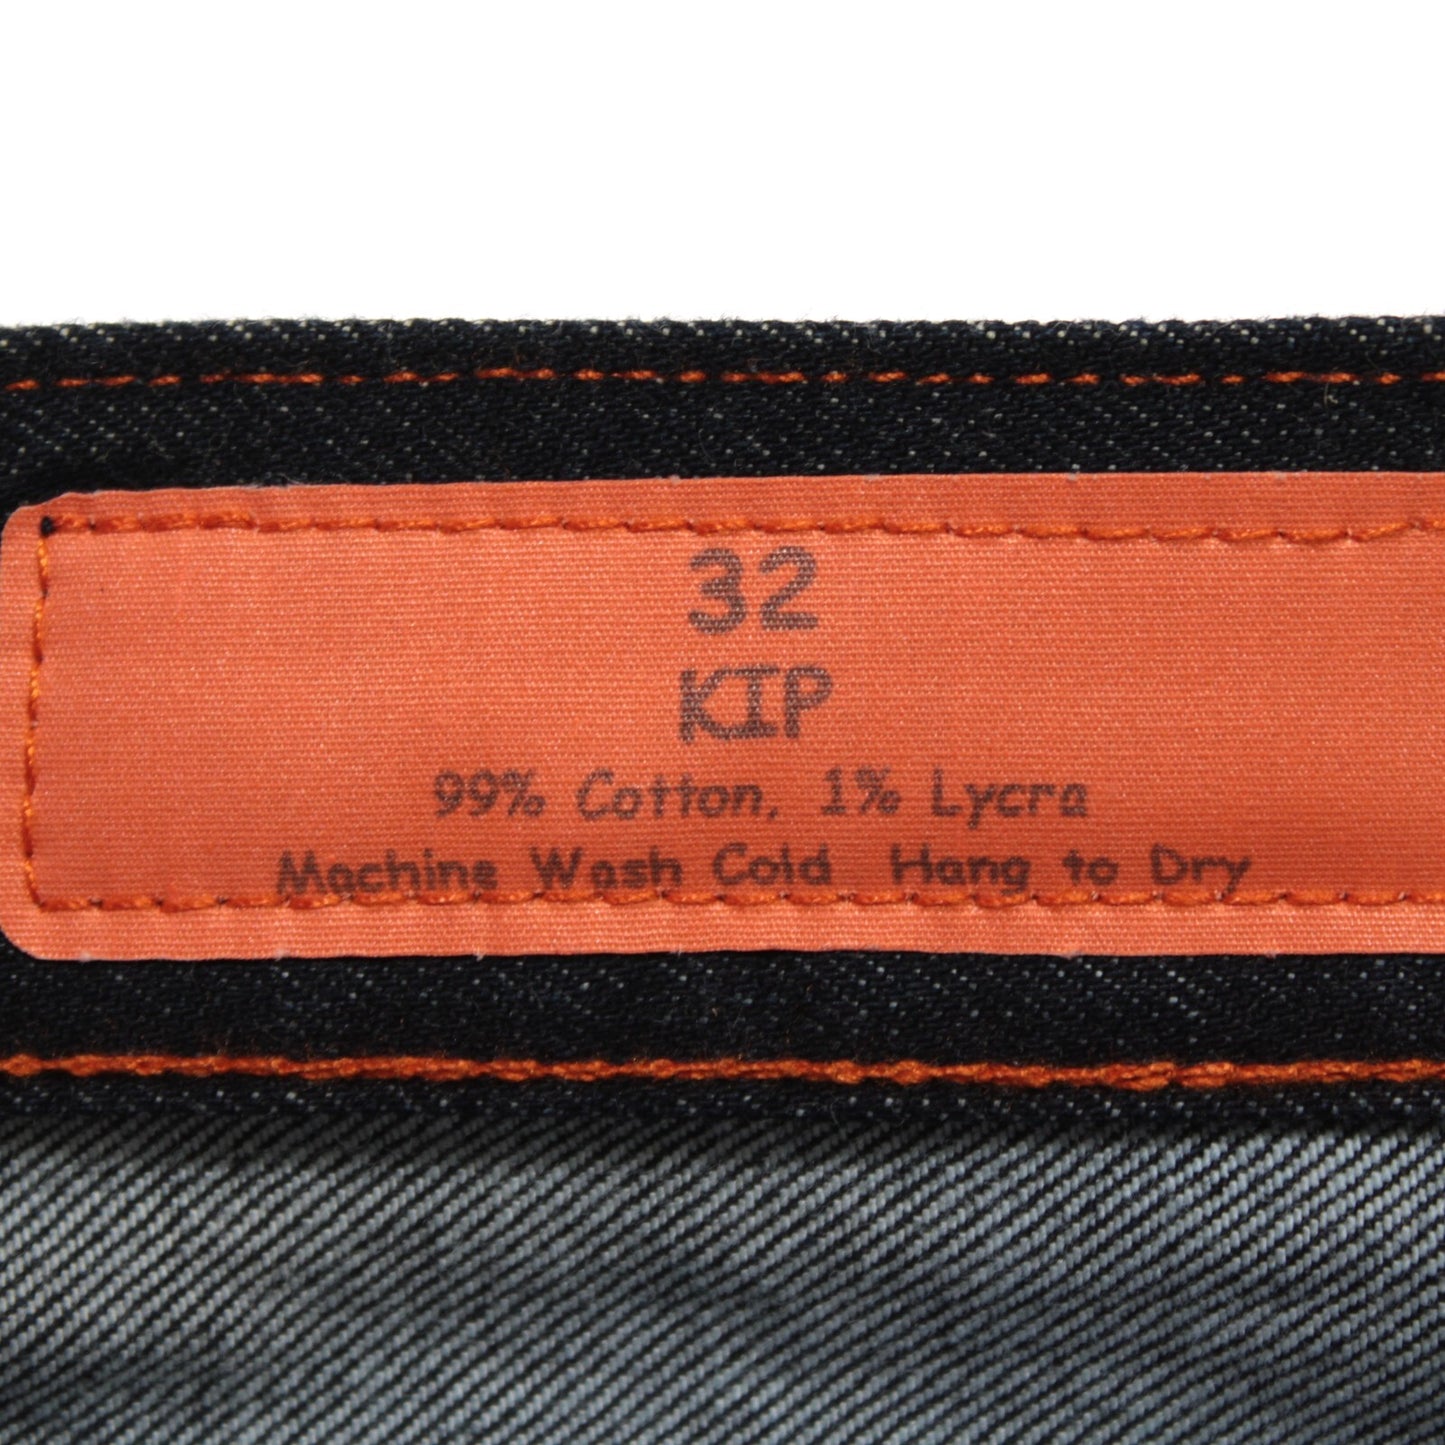 32
KIP
99% Cotton, 1% Lycra
Machine Wash Cold Hang to Dry